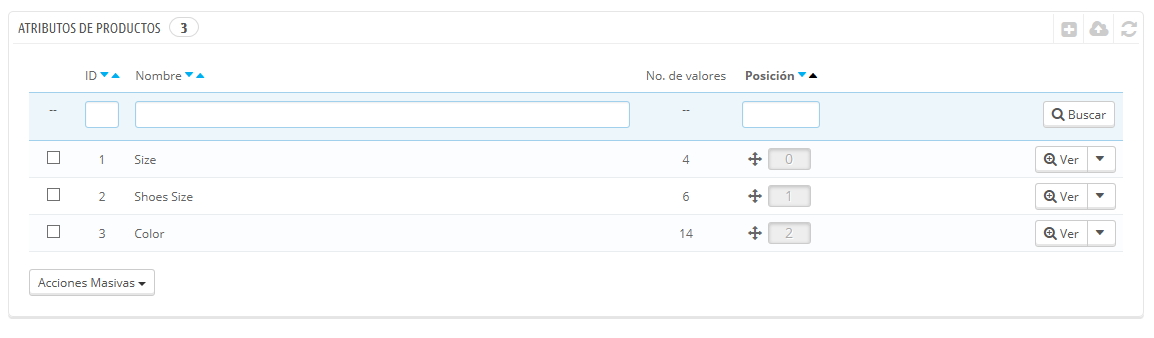 ATRIBUTOS DE PRODUCTOS 3
ID Nombre No. de valores Posición
-- -- Buscar
1 Size 4 0 Ver
2 Shoes Size 6 1 Ver
3 Color 14 2 Ver
Acciones Masivas